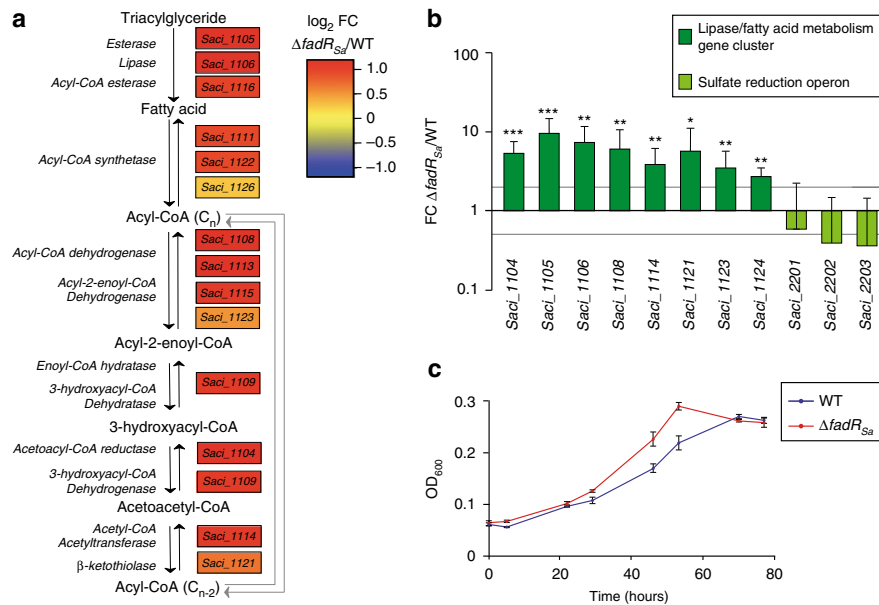 a
Triacylglyceride
Esterase
Lipase
Acyl-CoA esterase
Saci_1105
Saci_1106
Saci_1116
Fatty acid
Acyl-CoA synthetase
Saci_1111
Saci_1122
Saci_1126
Acyl-CoA (Cn)
Acyl-CoA dehydrogenase
Acyl-2-enoyl-CoA
Dehydrogenase
Saci_1108
Saci_1113
Saci_1115
Saci_1123
Acyl-2-enoyl-CoA
Enoyl-CoA hydratase
3-hydroxyacyl-CoA
Dehydratase
Saci_1109
3-hydroxyacyl-CoA
Acetoacyl-CoA reductase
3-hydroxyacyl-CoA
Dehydrogenase
Saci_1104
Saci_1109
Acetoacetyl-CoA
Acetyl-CoA
Acetyltransferase
β-ketothiolase
Saci_1114
Saci_1121
Acyl-CoA (Cn-2)
log2 FC
ΔfadRSa/WT
1.0
0.5
0
−0.5
−1.0
b
Lipase/fatty acid metabolism
gene cluster
Sulfate reduction operon
FC ΔfadRSa/WT
100
10
1
0.1
***
***
**
**
**
*
**
**
Saci_1104
Saci_1105
Saci_1106
Saci_1108
Saci_1114
Saci_1121
Saci_1123
Saci_1124
Saci_2201
Saci_2202
Saci_2203
c
WT
ΔfadRSa
OD600
0.3
0.2
0.1
0
0
20
40
60
80
Time (hours)